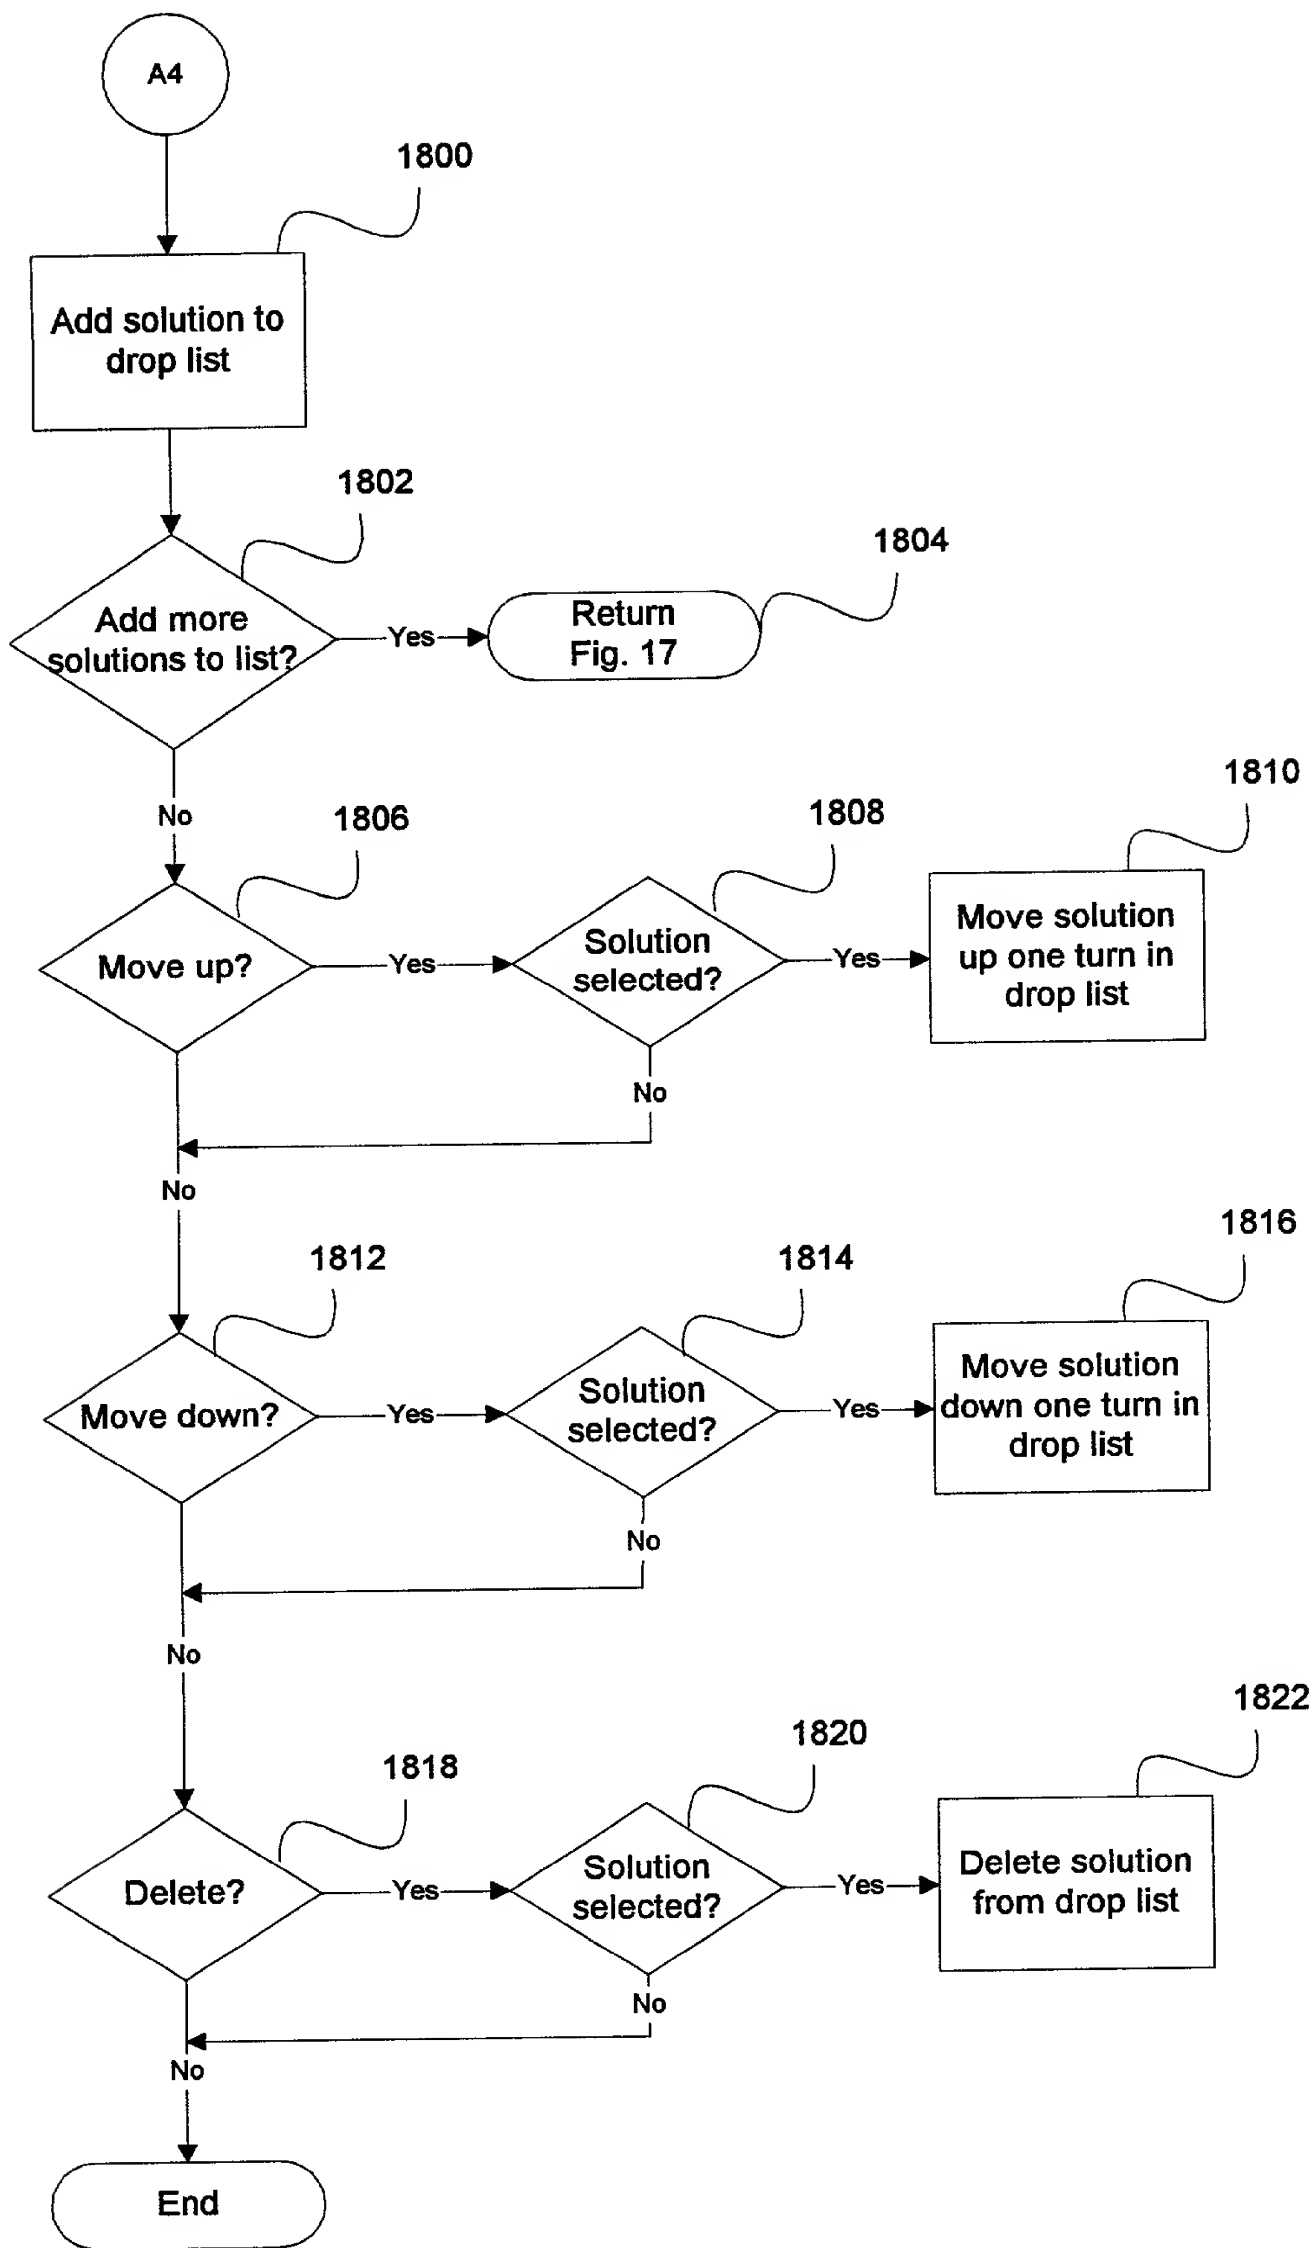 A4
1800
Add solution to
drop list
1802
Add more
solutions to list?
Yes
1804
Return
Fig. 17
No
1806
Move up?
Yes
1808
Solution
selected?
Yes
1810
Move solution
up one turn in
drop list
No
No
1812
Move down?
Yes
1814
Solution
selected?
Yes
1816
Move solution
down one turn in
drop list
No
No
1818
Delete?
Yes
1820
Solution
selected?
Yes
1822
Delete solution
from drop list
No
No
End